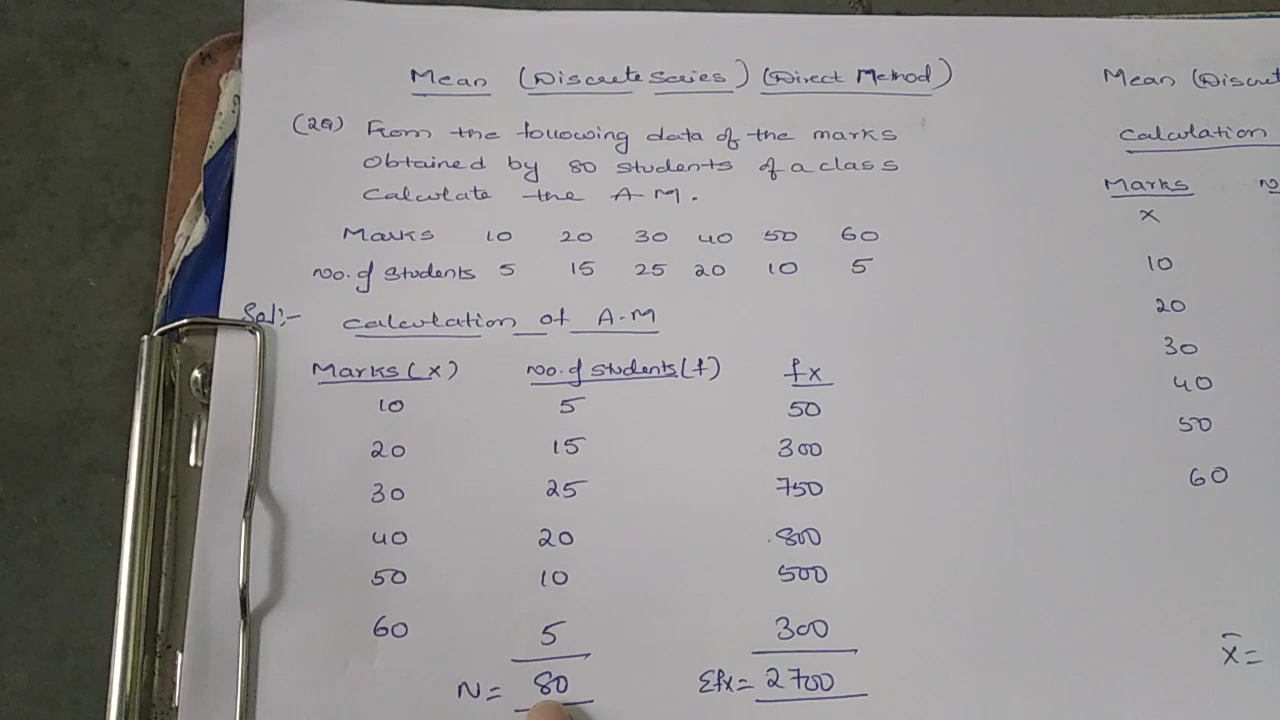 Mean (Discrete Series) (Direct Method)
(2Q) From the following data of the marks
Obtained by 80 students of a class
Calculate the A-M.
Marks 10 20 30 40 50 60
No. of Students 5 15 25 20 10 5
Sol:-
Calculation of A.M
Marks (x) No. of Students (f) fx
10 5 50
20 15 300
30 25 750
40 20 800
50 10 500
60 5 300
N = 80 Σfx = 2700
Mean (Discret
Calculation
Marks N
x
10
20
30
40
50
60
x̄ =